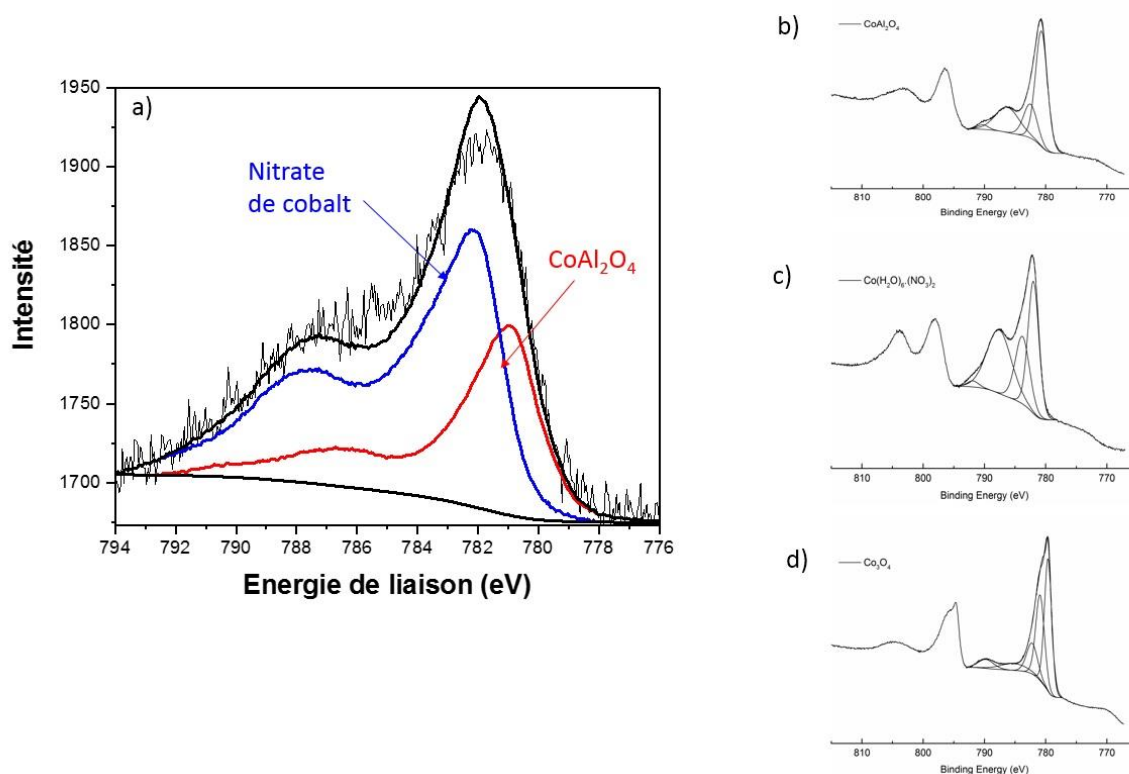 a)
1950
1900
1850
1800
1750
1700
Intensité
Nitrate
de cobalt
CoAl₂O₄
794 792 790 788 786 784 782 780 778 776
Energie de liaison (eV)
b)
CoAl₂O₄
810 800 790 780 770
Binding Energy (eV)
c)
Co(H₂O)₆.(NO₃)₂
810 800 790 780 770
Binding Energy (eV)
d)
Co₃O₄
810 800 790 780 770
Binding Energy (eV)